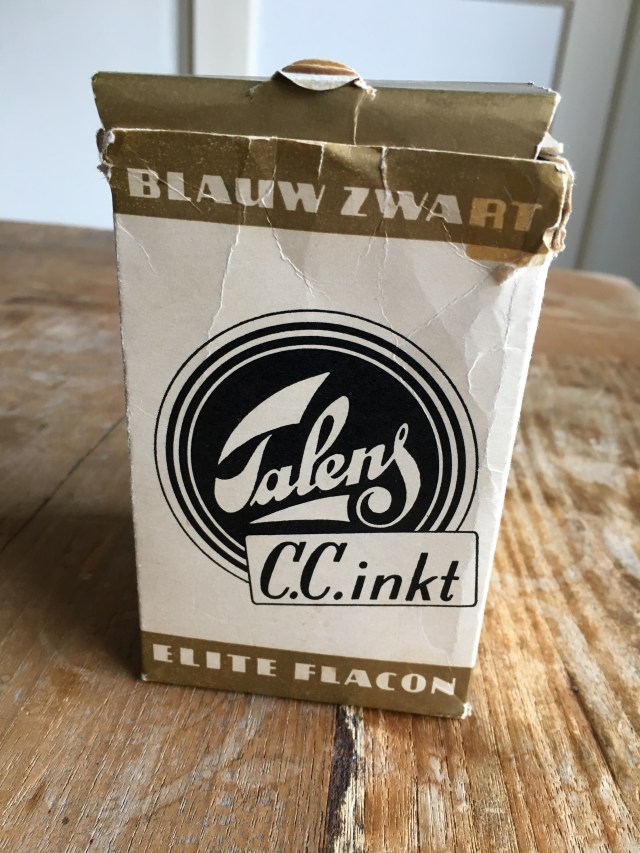 BLAUW ZWART
Talens
C.C. inkt
ELITE FLACON